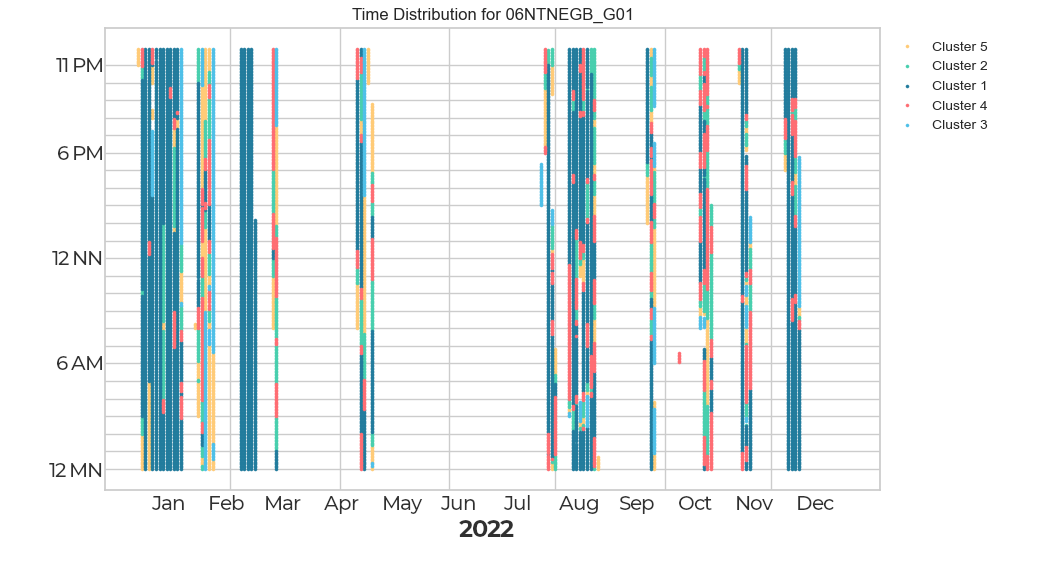 Time Distribution for 06NTNEGB_G01
11 PM
6 PM
12 NN
6 AM
12 MN
Jan Feb Mar Apr May Jun Jul Aug Sep Oct Nov Dec
2022
Cluster 5
Cluster 2
Cluster 1
Cluster 4
Cluster 3